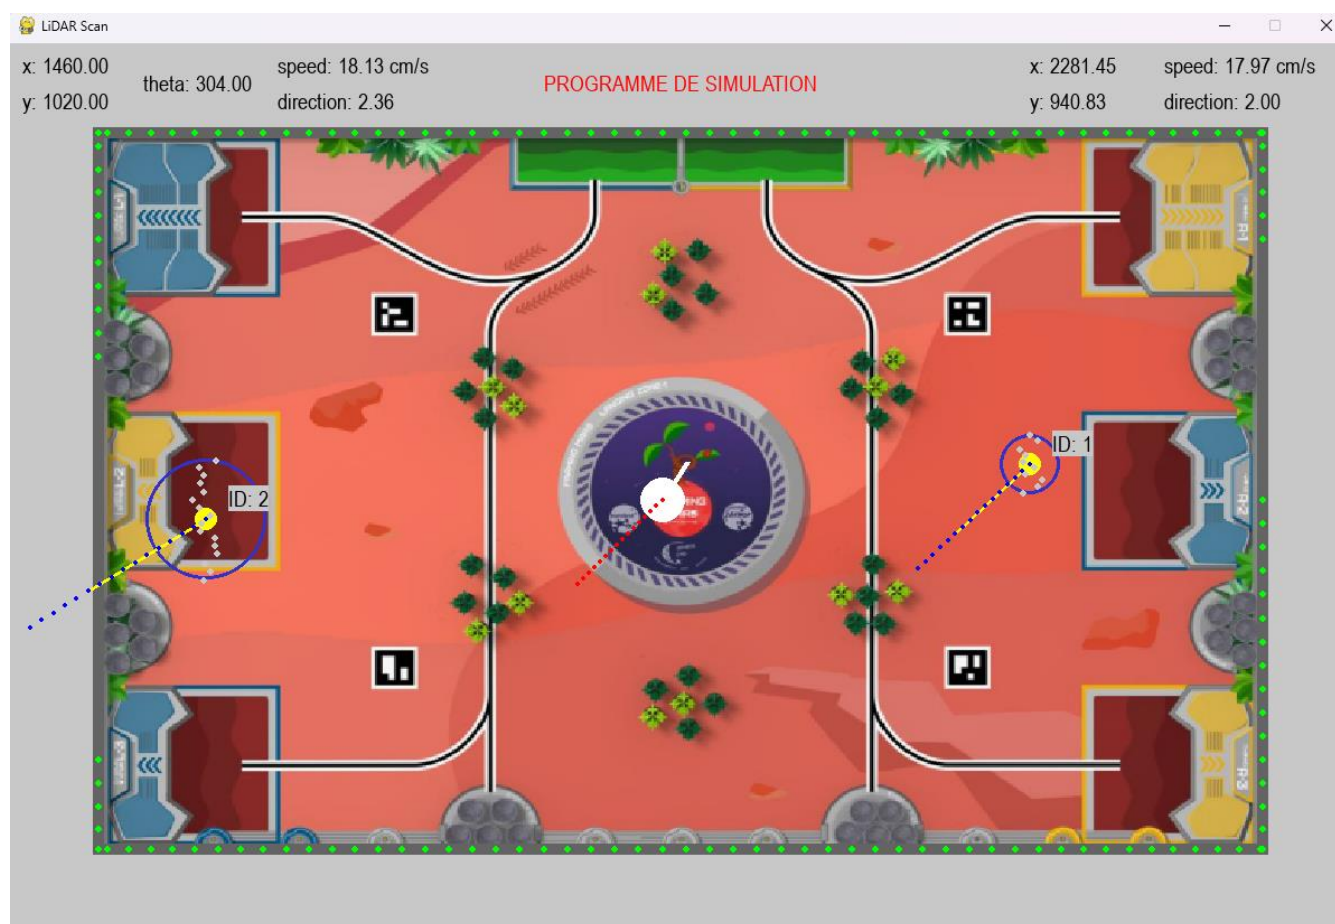 LiDAR Scan
x: 1460.00
y: 1020.00
theta: 304.00
speed: 18.13 cm/s
direction: 2.36
PROGRAMME DE SIMULATION
x: 2281.45
y: 940.83
speed: 17.97 cm/s
direction: 2.00
ID: 1
ID: 2